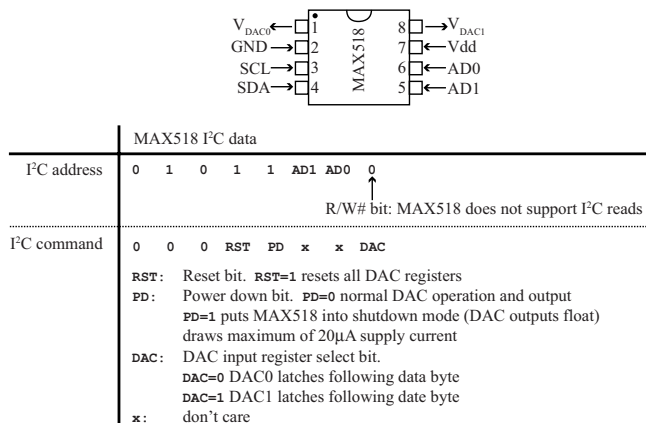 V DAC0 1 8 V DAC1
GND 2 7 Vdd
SCL 3 6 AD0
SDA 4 5 AD1
MAX518
MAX518 I²C data
I²C address 0 1 0 1 1 AD1 AD0 0
R/W# bit: MAX518 does not support I²C reads
I²C command 0 0 0 RST PD x x DAC
RST: Reset bit. RST=1 resets all DAC registers
PD: Power down bit. PD=0 normal DAC operation and output
PD=1 puts MAX518 into shutdown mode (DAC outputs float)
draws maximum of 20µA supply current
DAC: DAC input register select bit.
DAC=0 DAC0 latches following data byte
DAC=1 DAC1 latches following date byte
x: don't care